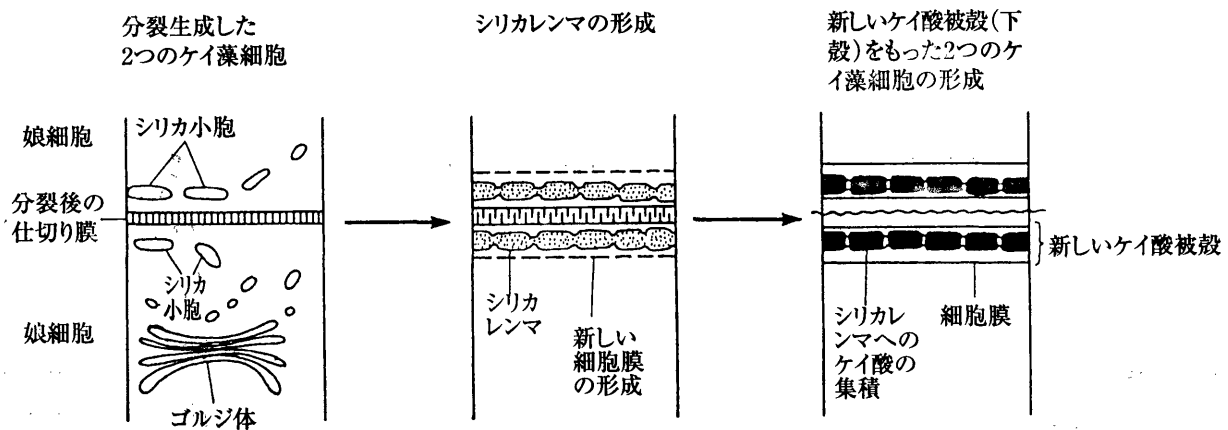 分裂生成した
2つのケイ藻細胞
娘細胞
シリカ小胞
分裂後の
仕切り膜
シリカ
小胞
娘細胞
ゴルジ体
シリカレンマの形成
シリカ
レンマ
新しい
細胞膜
の形成
新しいケイ酸被殻(下
殻)をもった2つのケ
イ藻細胞の形成
新しいケイ酸被殻
シリカレ
ンマへの
ケイ酸の
集積
細胞膜